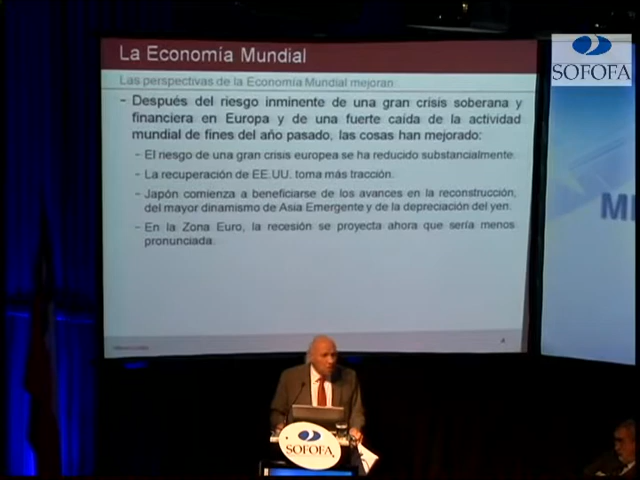 La Economía Mundial
SOFOFA
Las perspectivas de la Economía Mundial mejoran
- Después del riesgo inminente de una gran crisis soberana y
financiera en Europa y de una fuerte caída de la actividad
mundial de fines del año pasado, las cosas han mejorado:
- El riesgo de una gran crisis europea se ha reducido substancialmente.
- La recuperación de EE.UU. toma más tracción.
- Japón comienza a beneficiarse de los avances en la reconstrucción,
del mayor dinamismo de Asia Emergente y de la depreciación del yen.
- En la Zona Euro, la recesión se proyecta ahora que sería menos
pronunciada.
SOFOFA